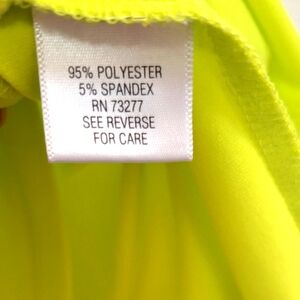 95% POLYESTER
5% SPANDEX
RN 73277
SEE REVERSE
FOR CARE